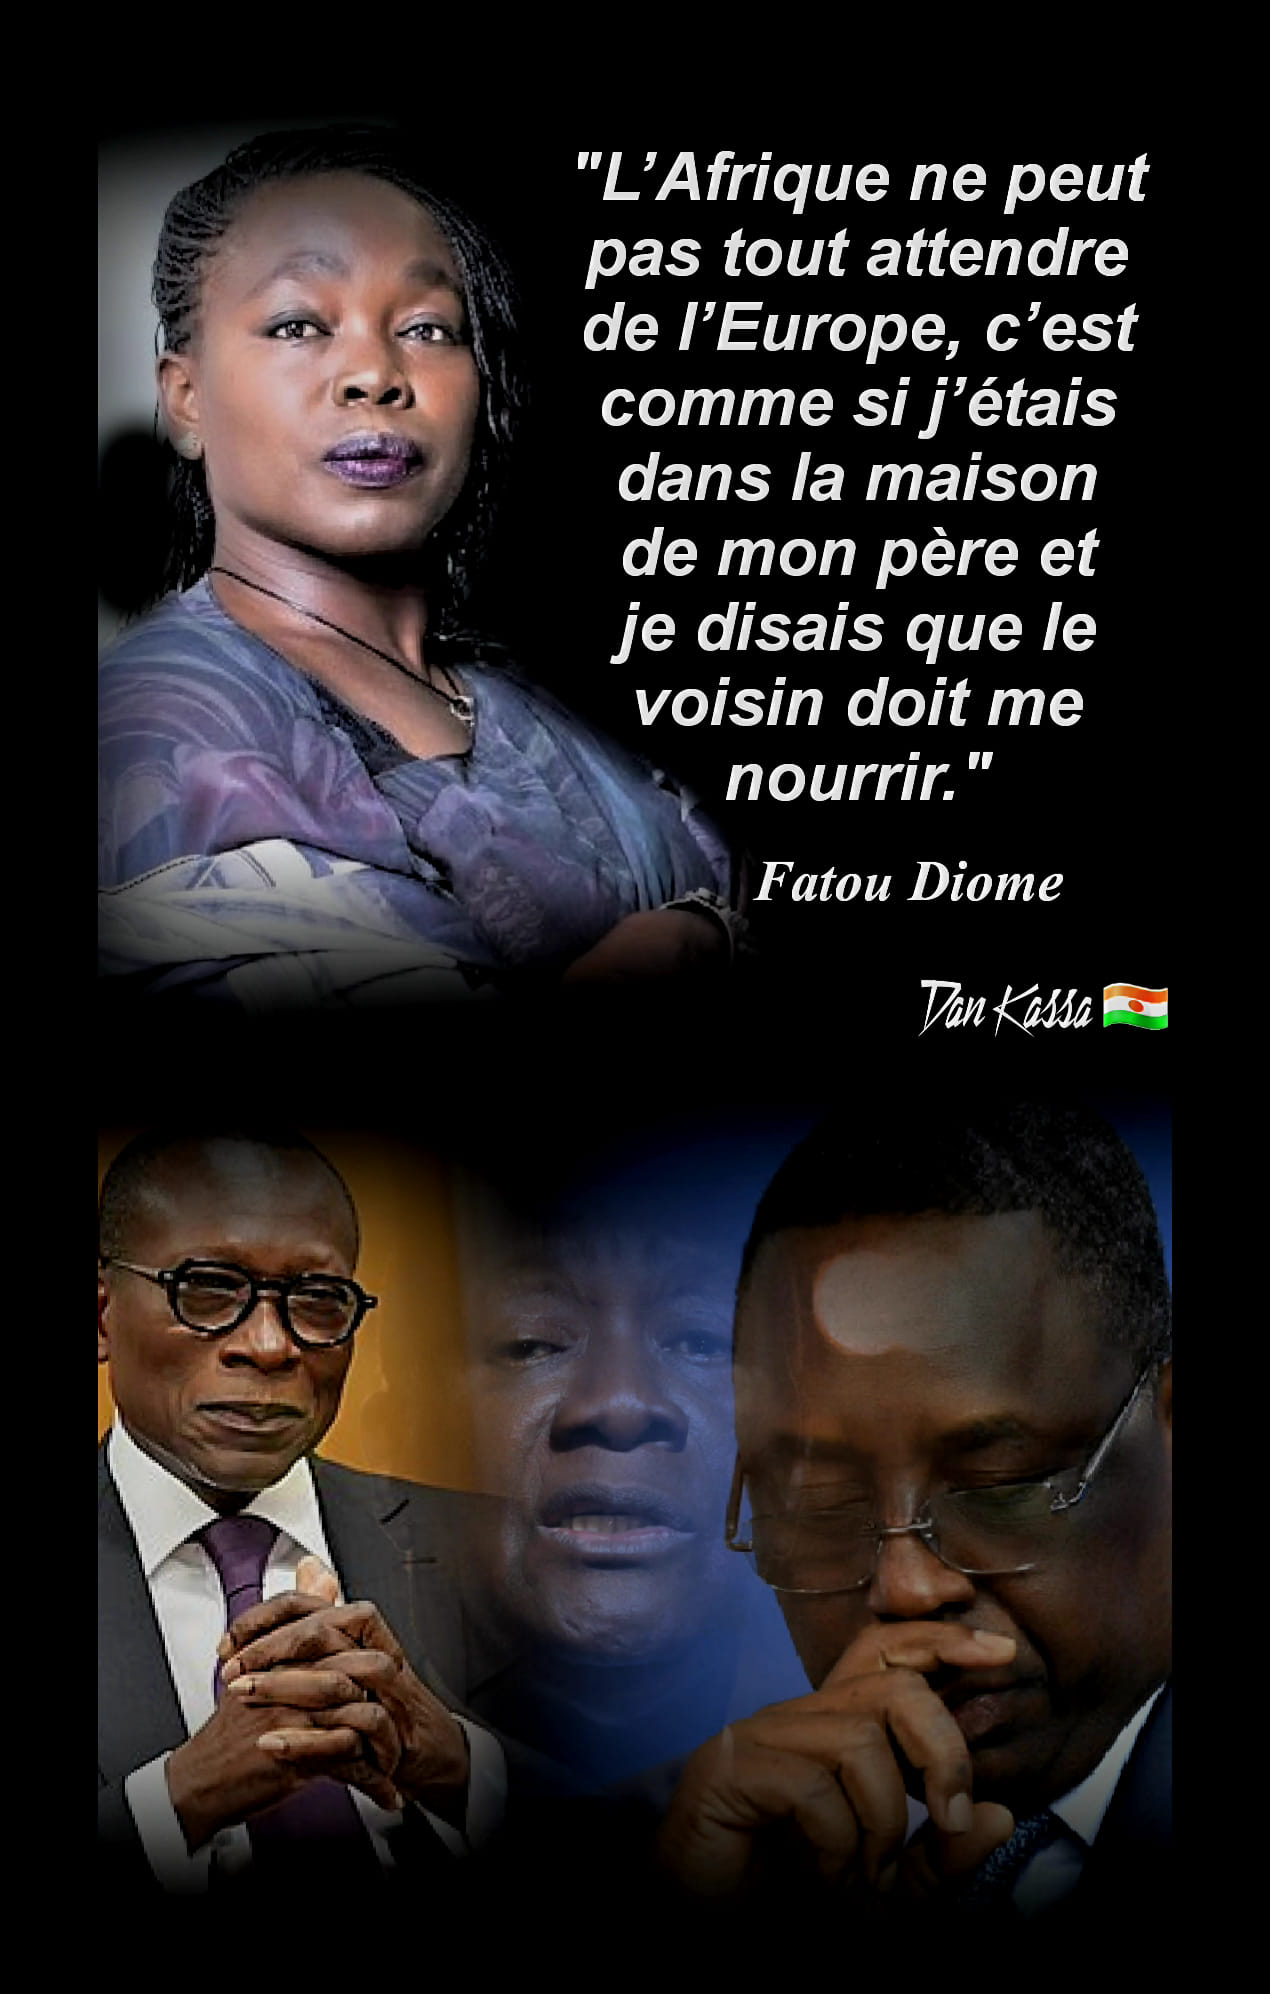 "L’Afrique ne peut
pas tout attendre
de l’Europe, c’est
comme si j’étais
dans la maison
de mon père et
je disais que le
voisin doit me
nourrir."
Fatou Diome
Dan Kassa